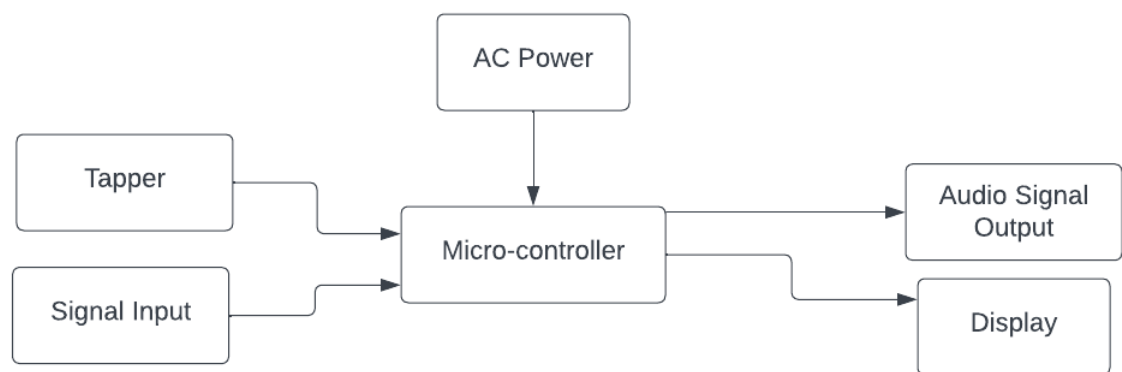 AC Power
Tapper
Signal Input
Micro-controller
Audio Signal
Output
Display